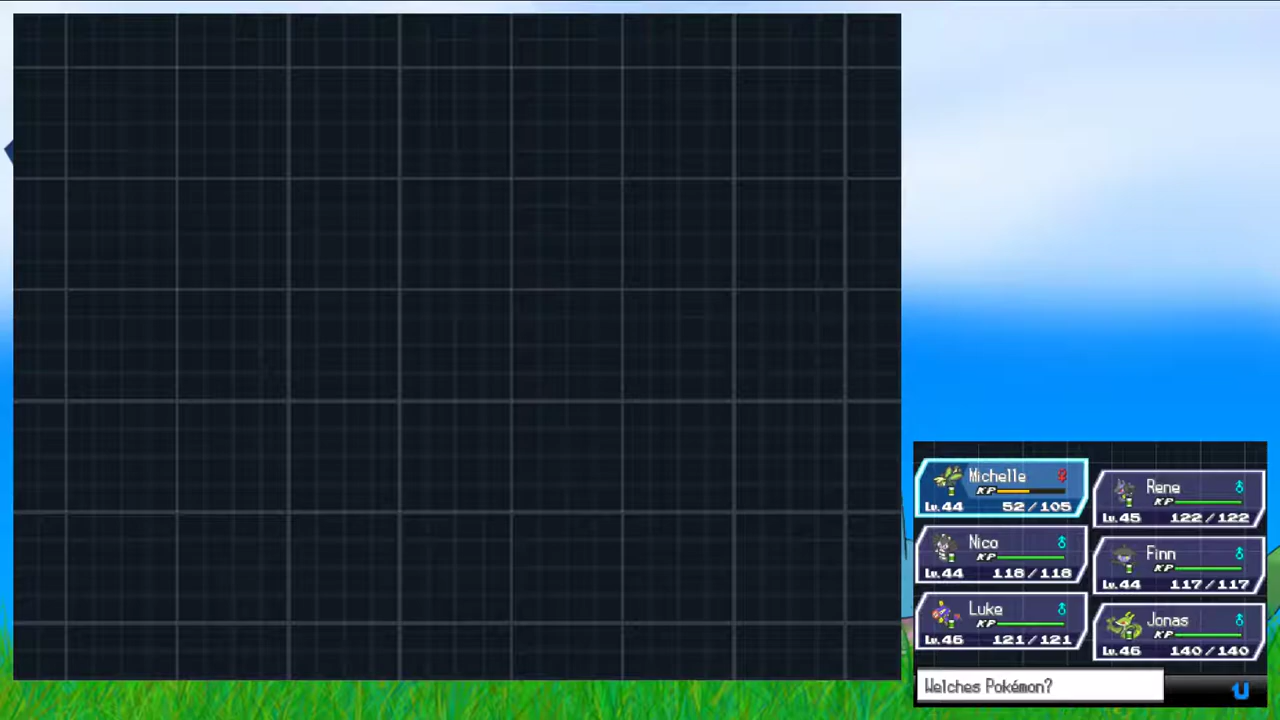 Michelle
KP
Lv.44 52/105
Rene
KP
Lv.45 122/122
Nico
KP
Lv.44 118/118
Finn
KP
Lv.44 117/117
Luke
KP
Lv.46 121/121
Jonas
KP
Lv.46 140/140
Welches Pokémon?